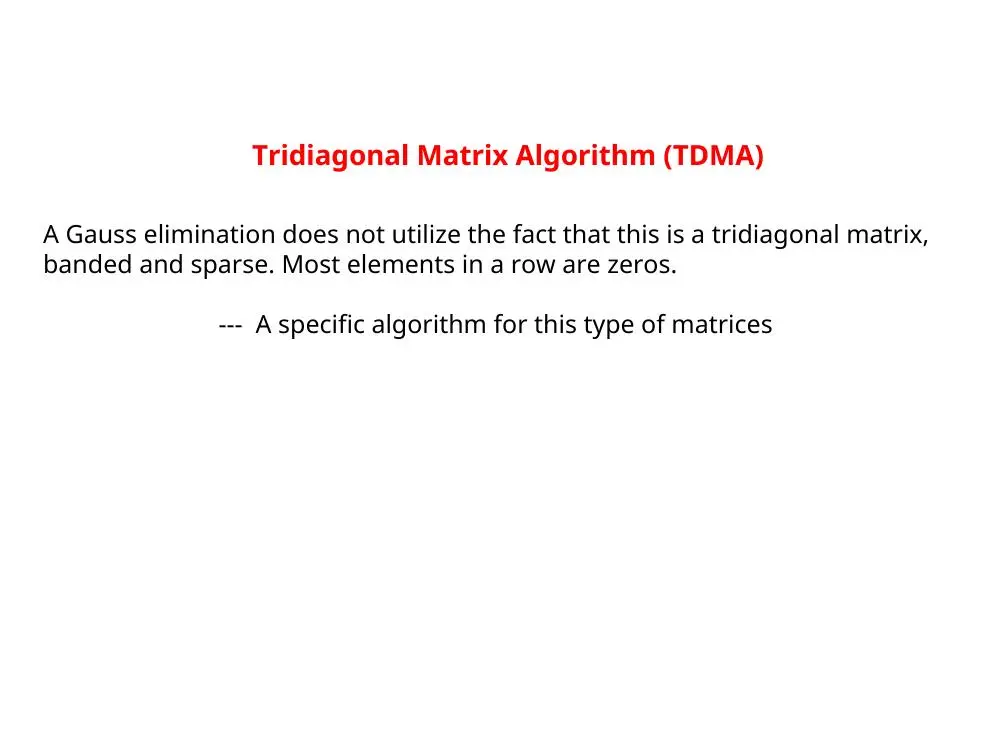 Tridiagonal Matrix Algorithm (TDMA)
A Gauss elimination does not utilize the fact that this is a tridiagonal matrix,
banded and sparse. Most elements in a row are zeros.
--- A specific algorithm for this type of matrices